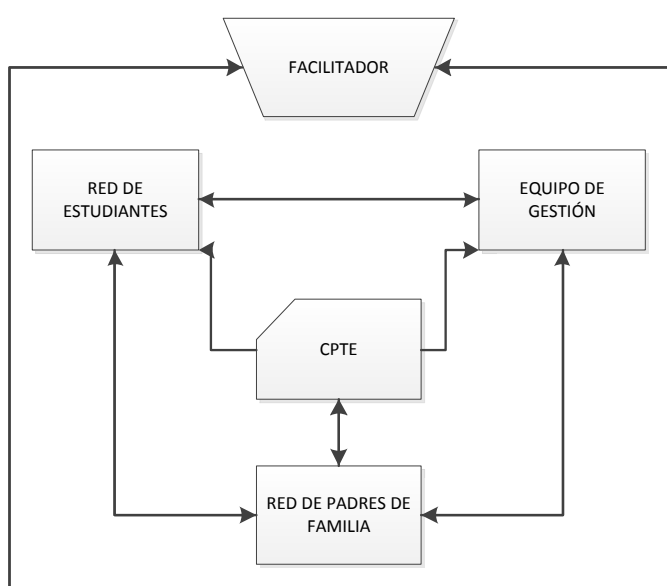 FACILITADOR
RED DE
ESTUDIANTES
EQUIPO DE
GESTIÓN
CPTE
RED DE PADRES DE
FAMILIA